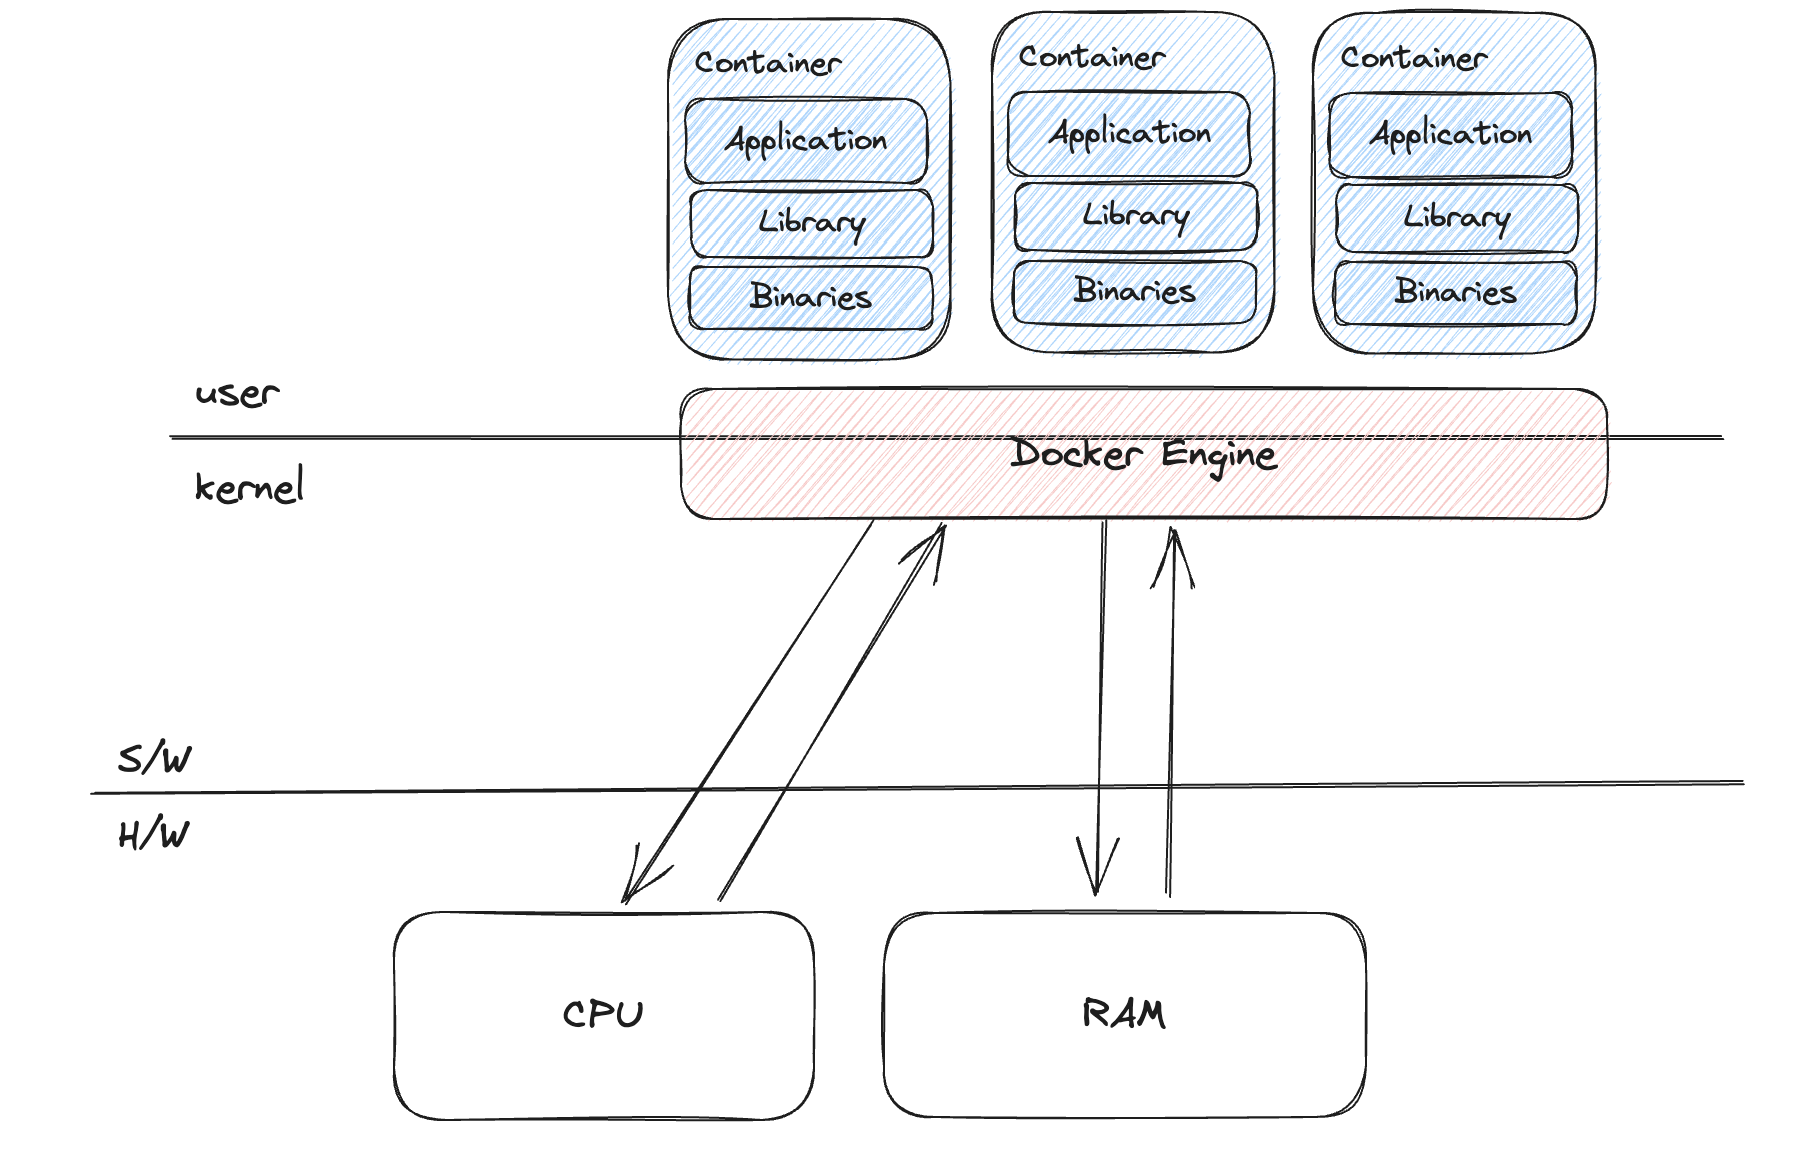 Container
Application
Library
Binaries
Container
Application
Library
Binaries
Container
Application
Library
Binaries
user
kernel
Docker Engine
S/W
H/W
CPU
RAM